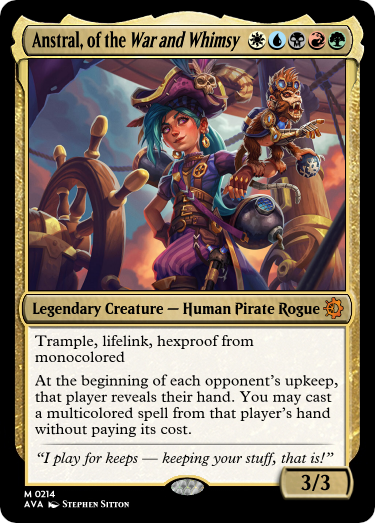 Anstral, of the War and Whimsy
Legendary Creature — Human Pirate Rogue
Trample, lifelink, hexproof from
monocolored
At the beginning of each opponent's upkeep,
that player reveals their hand. You may cast
a multicolored spell from that player's hand
without paying its cost.
“I play for keeps — keeping your stuff, that is!”
3/3
M 0214
AVA Stephen Sitton